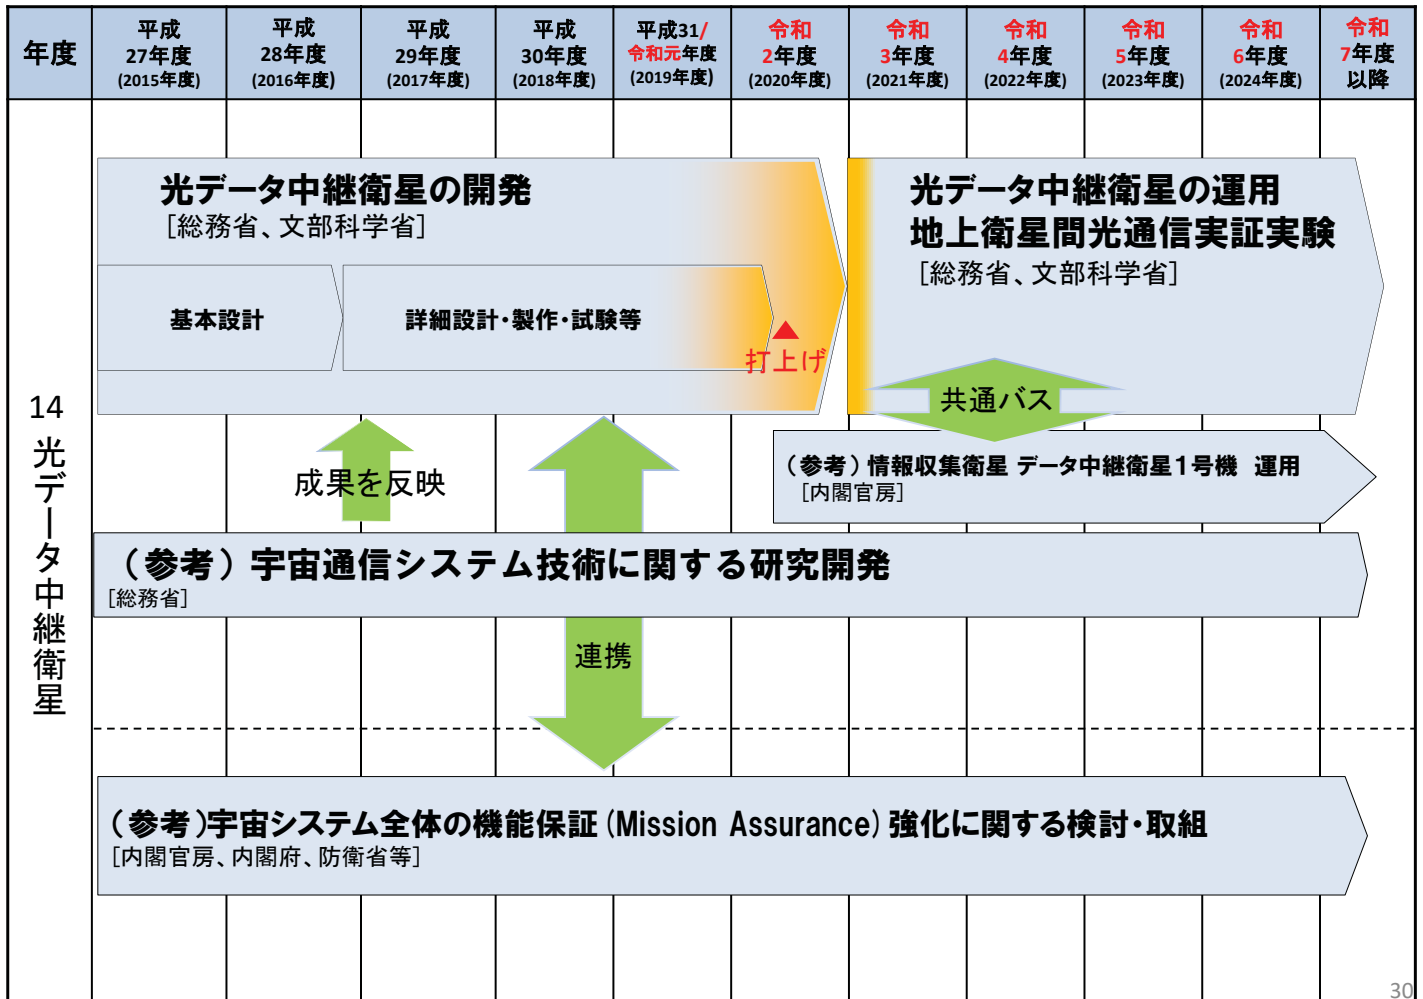 年度
平成
27年度
(2015年度)
平成
28年度
(2016年度)
平成
29年度
(2017年度)
平成
30年度
(2018年度)
平成31/
令和元年度
(2019年度)
令和
2年度
(2020年度)
令和
3年度
(2021年度)
令和
4年度
(2022年度)
令和
5年度
(2023年度)
令和
6年度
(2024年度)
令和
7年度
以降
14
光データ中継衛星
光データ中継衛星の開発
[総務省、文部科学省]
基本設計
詳細設計・製作・試験等
▲
打上げ
光データ中継衛星の運用
地上衛星間光通信実証実験
[総務省、文部科学省]
共通バス
成果を反映
(参考) 情報収集衛星 データ中継衛星1号機 運用
[内閣官房]
(参考) 宇宙通信システム技術に関する研究開発
[総務省]
連携
(参考)宇宙システム全体の機能保証(Mission Assurance)強化に関する検討・取組
[内閣官房、内閣府、防衛省等]
30